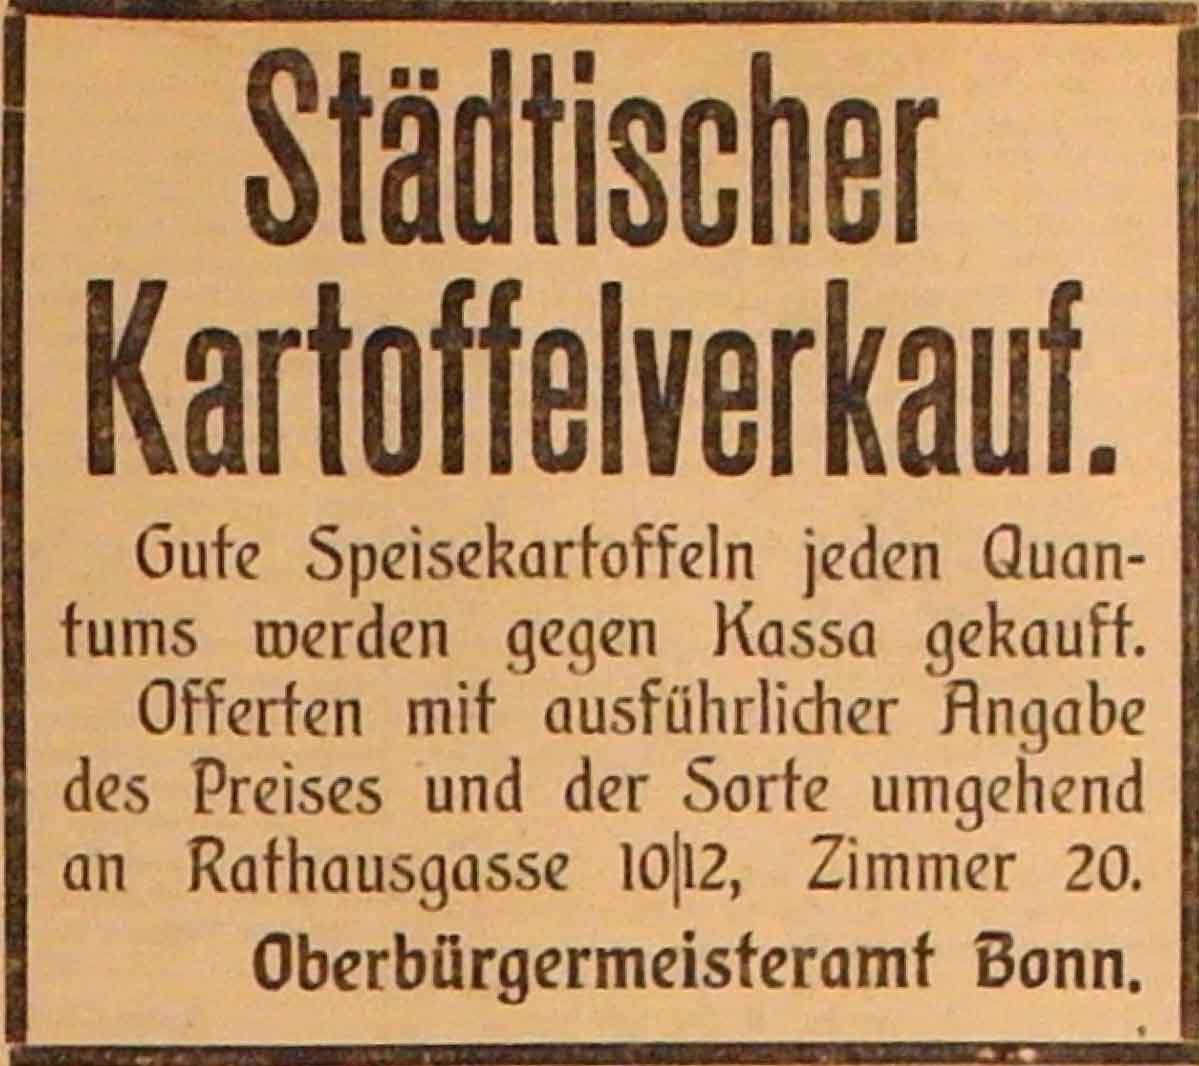 Städtischer
Kartoffelverkauf.
Gute Speisekartoffeln jeden Quan-
tums werden gegen Kassa gekauft.
Offerten mit ausführlicher Angabe
des Preises und der Sorte umgehend
an Rathausgasse 10|12, Zimmer 20.
Oberbürgermeisteramt Bonn.